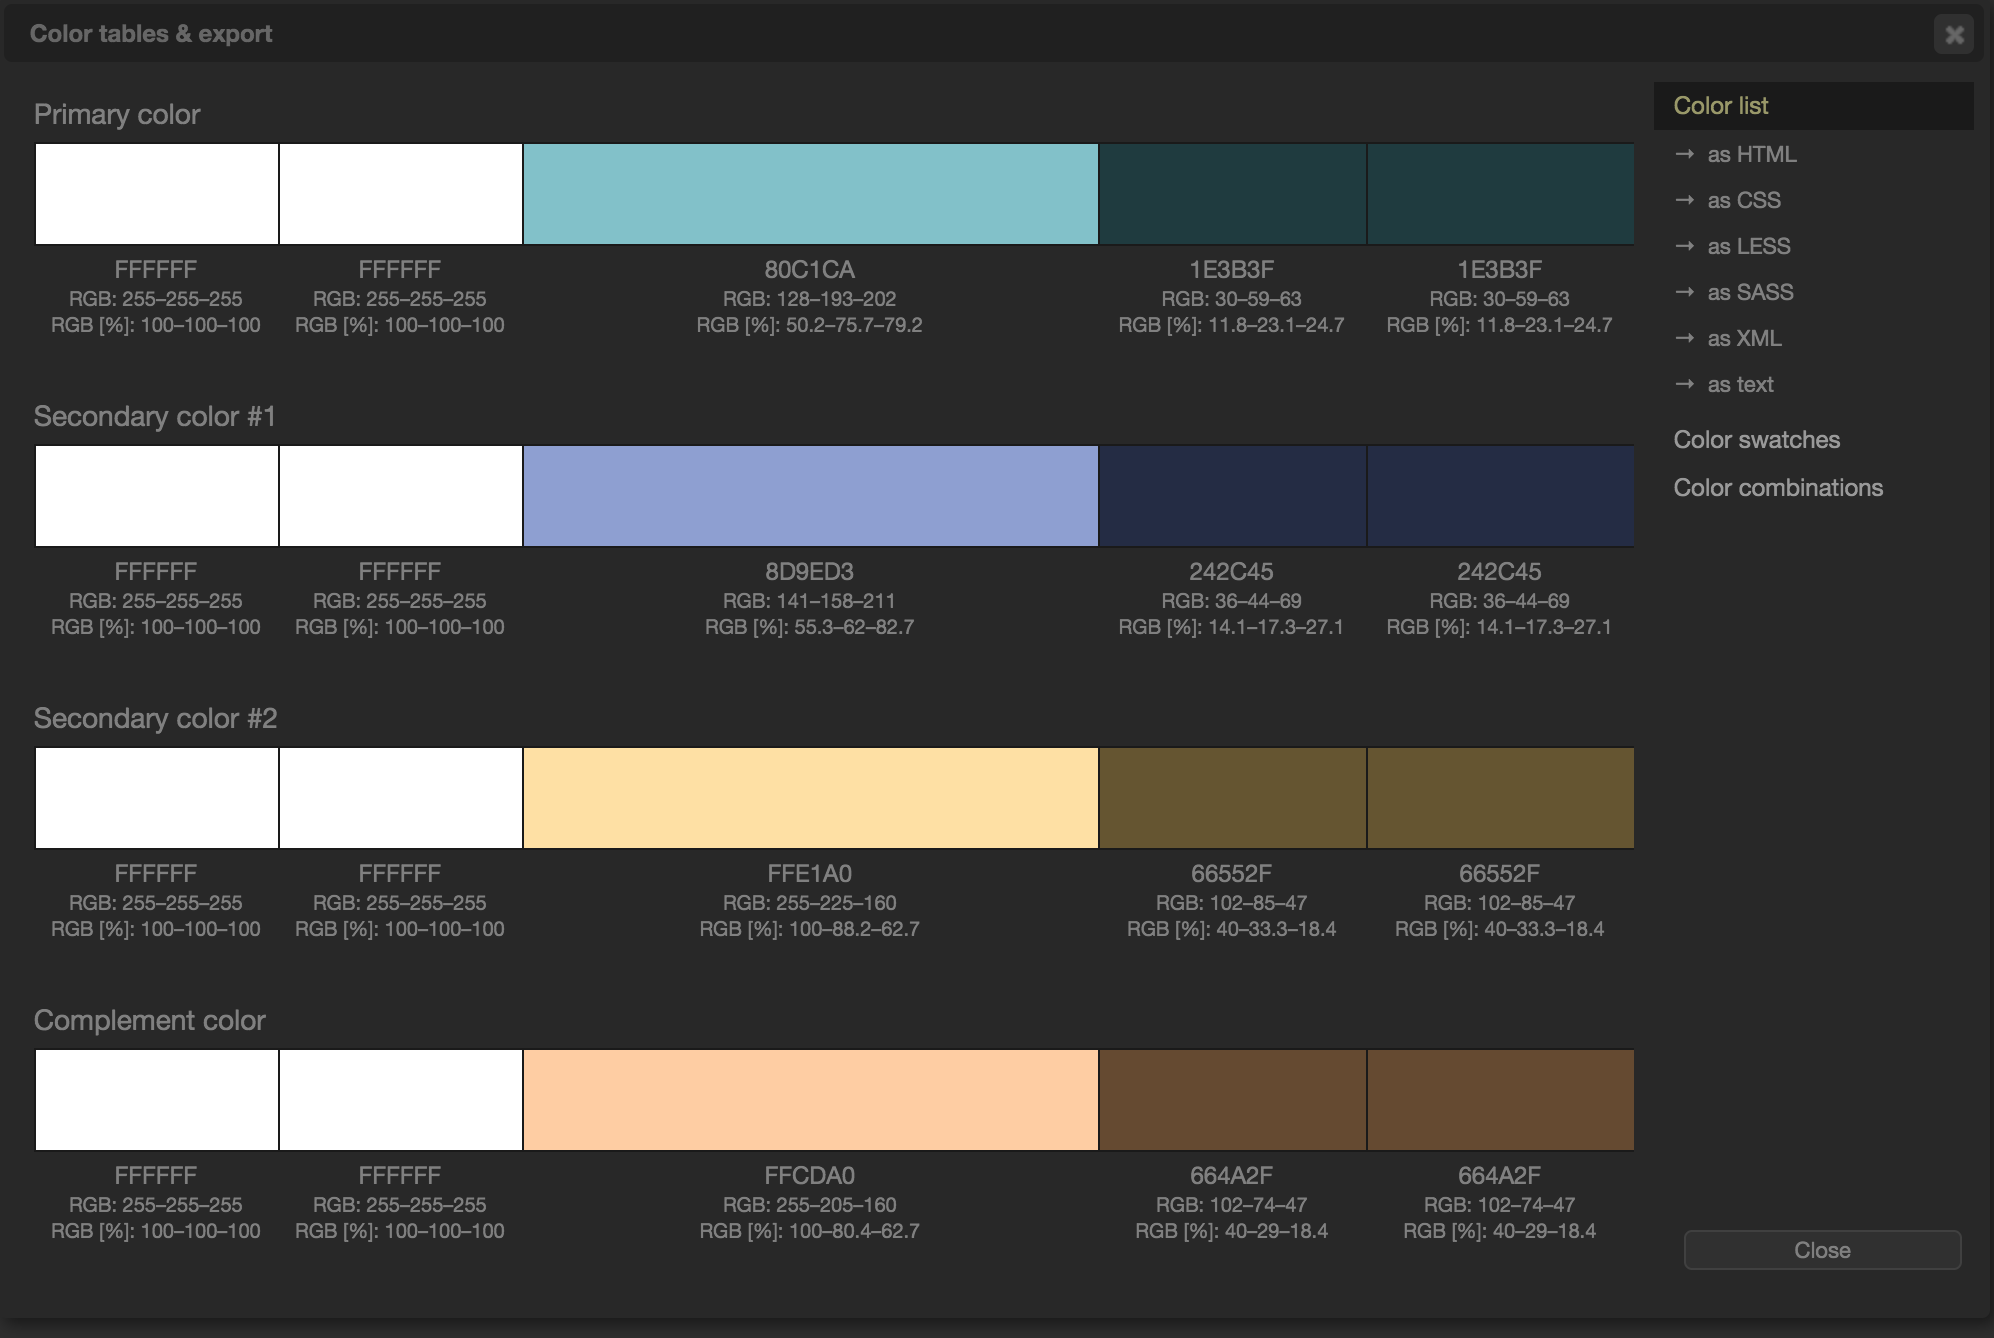 Color tables & export
Primary color
FFFFFF
RGB: 255–255–255
RGB [%]: 100–100–100
FFFFFF
RGB: 255–255–255
RGB [%]: 100–100–100
80C1CA
RGB: 128–193–202
RGB [%]: 50.2–75.7–79.2
1E3B3F
RGB: 30–59–63
RGB [%]: 11.8–23.1–24.7
1E3B3F
RGB: 30–59–63
RGB [%]: 11.8–23.1–24.7
Secondary color #1
FFFFFF
RGB: 255–255–255
RGB [%]: 100–100–100
FFFFFF
RGB: 255–255–255
RGB [%]: 100–100–100
8D9ED3
RGB: 141–158–211
RGB [%]: 55.3–62–82.7
242C45
RGB: 36–44–69
RGB [%]: 14.1–17.3–27.1
242C45
RGB: 36–44–69
RGB [%]: 14.1–17.3–27.1
Secondary color #2
FFFFFF
RGB: 255–255–255
RGB [%]: 100–100–100
FFFFFF
RGB: 255–255–255
RGB [%]: 100–100–100
FFE1A0
RGB: 255–225–160
RGB [%]: 100–88.2–62.7
66552F
RGB: 102–85–47
RGB [%]: 40–33.3–18.4
66552F
RGB: 102–85–47
RGB [%]: 40–33.3–18.4
Complement color
FFFFFF
RGB: 255–255–255
RGB [%]: 100–100–100
FFFFFF
RGB: 255–255–255
RGB [%]: 100–100–100
FFCDA0
RGB: 255–205–160
RGB [%]: 100–80.4–62.7
664A2F
RGB: 102–74–47
RGB [%]: 40–29–18.4
664A2F
RGB: 102–74–47
RGB [%]: 40–29–18.4
Color list
→ as HTML
→ as CSS
→ as LESS
→ as SASS
→ as XML
→ as text
Color swatches
Color combinations
Close